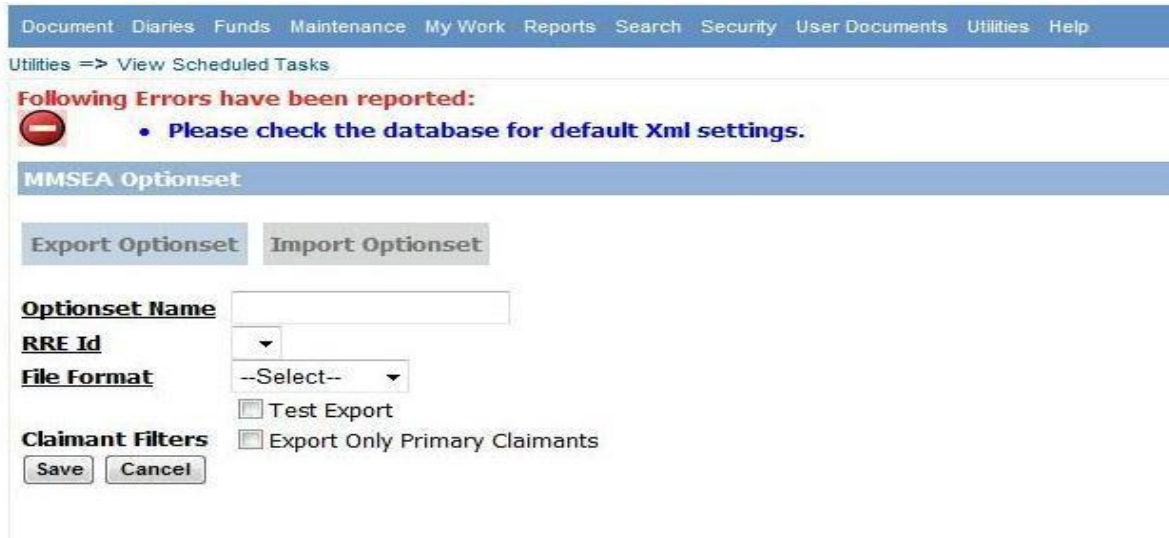 Document Diaries Funds Maintenance My Work Reports Search Security User Documents Utilities Help
Utilities => View Scheduled Tasks
Following Errors have been reported:
• Please check the database for default Xml settings.
MMSEA Optionset
Export Optionset Import Optionset
Optionset Name
RRE Id
File Format --Select--
Test Export
Claimant Filters Export Only Primary Claimants
Save Cancel